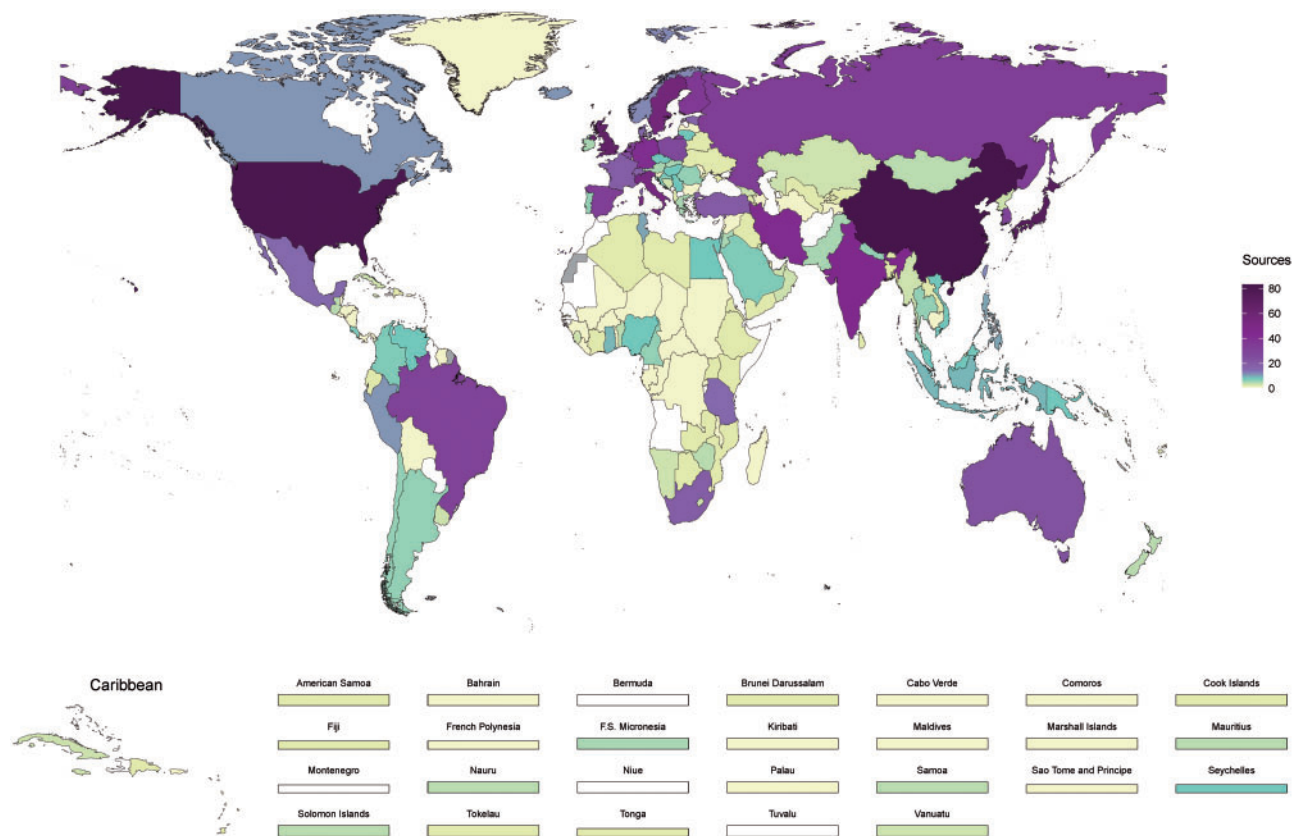 Sources
80
60
40
20
0
Caribbean
American Samoa
Bahrain
Bermuda
Brunei Darussalam
Cabo Verde
Comoros
Cook Islands
Fiji
French Polynesia
F.S. Micronesia
Kiribati
Maldives
Marshall Islands
Mauritius
Montenegro
Nauru
Niue
Palau
Samoa
Sao Tome and Principe
Seychelles
Solomon Islands
Tokelau
Tonga
Tuvalu
Vanuatu